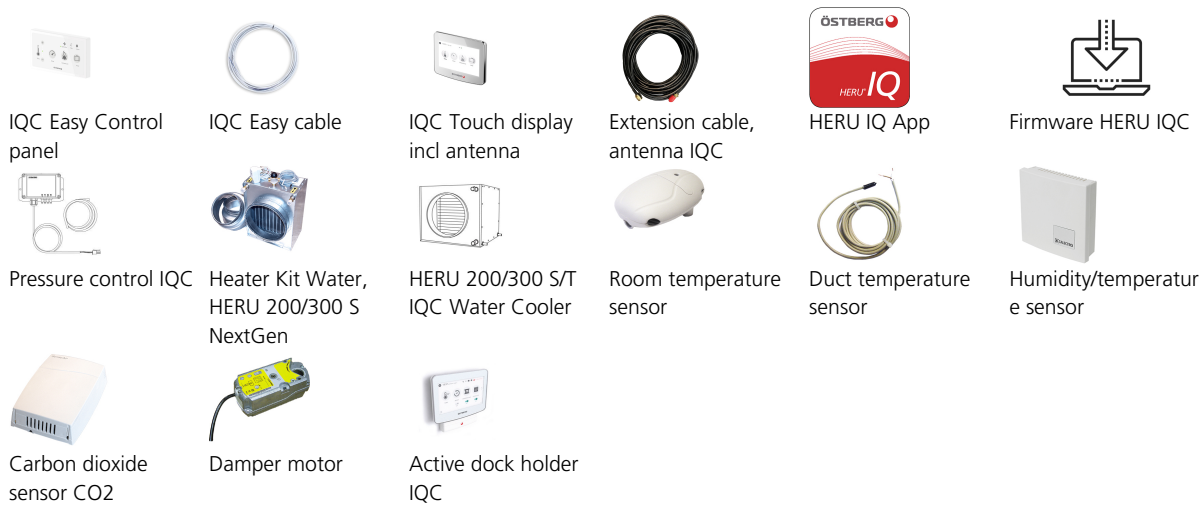 ÖSTBERG
HERU® IQ
IQC Easy Control
panel
IQC Easy cable
IQC Touch display
incl antenna
Extension cable,
antenna IQC
HERU IQ App
Firmware HERU IQC
Pressure control IQC
Heater Kit Water,
HERU 200/300 S
NextGen
HERU 200/300 S/T
IQC Water Cooler
Room temperature
sensor
Duct temperature
sensor
Humidity/temperatur
e sensor
Carbon dioxide
sensor CO2
Damper motor
Active dock holder
IQC